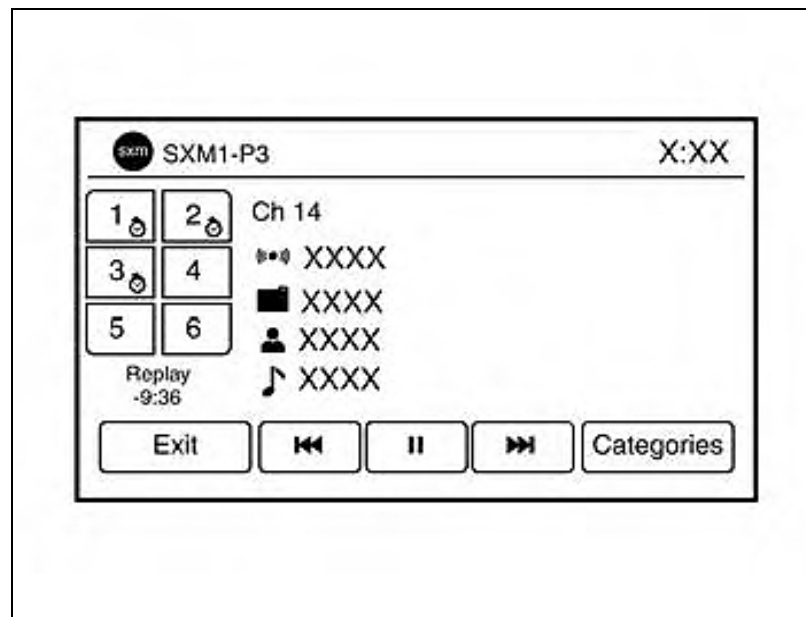 sxm SXM1-P3 X:XX
1 2 Ch 14
XXXX
3 4
XXXX
5 6
XXXX
Replay
-9:36
XXXX
Exit Categories